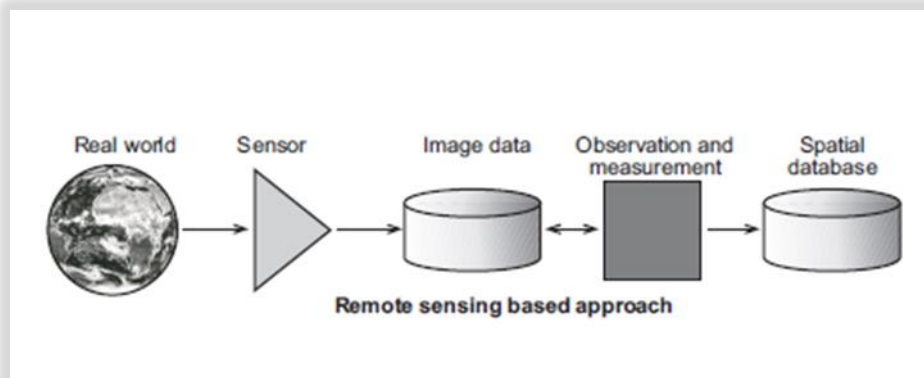 Real world
Sensor
Image data
Observation and
measurement
Spatial
database
Remote sensing based approach